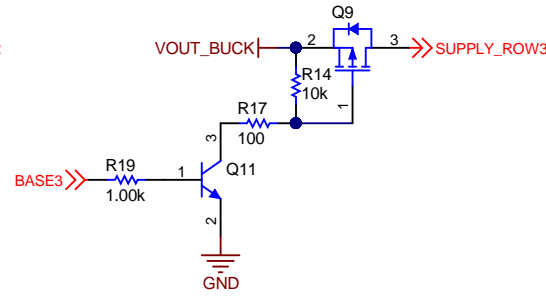 Q9
VOUT_BUCK
2
3
SUPPLY_ROW3
R14
10k
1
R17
100
3
R19
1.00k
1
Q11
BASE3
2
GND